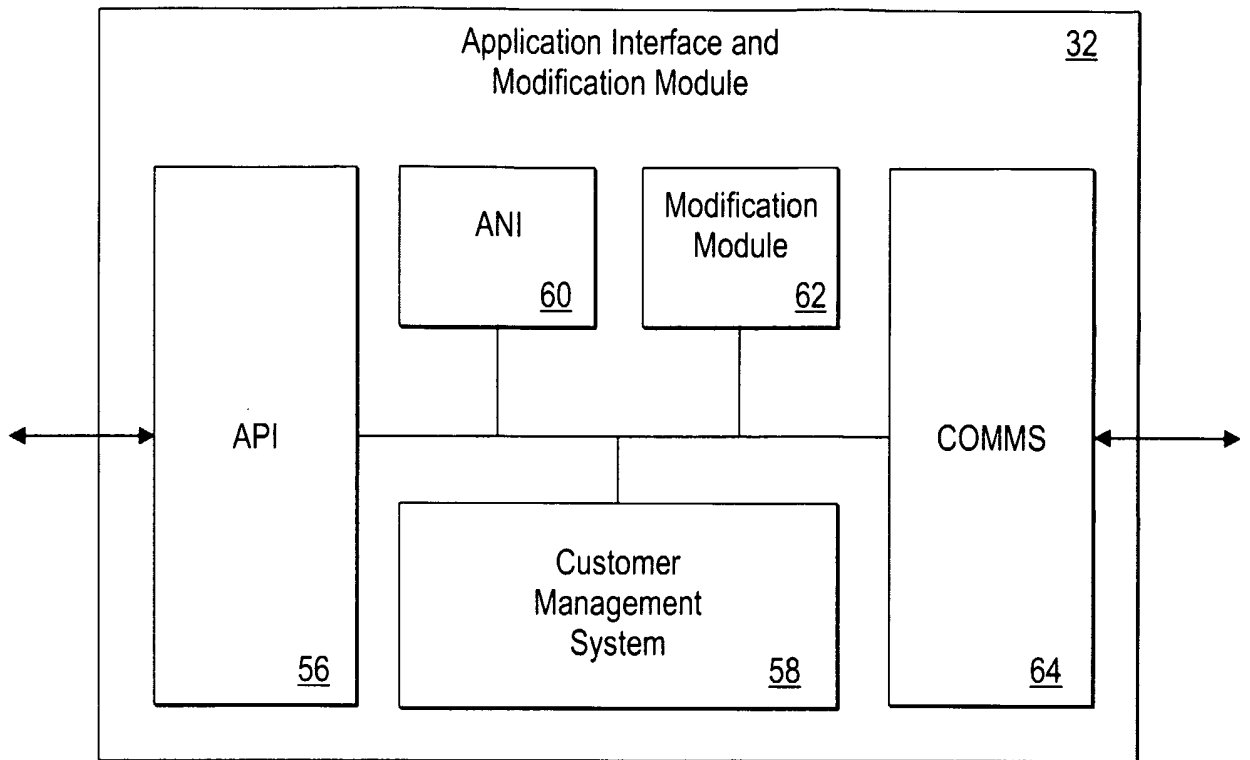 Application Interface and
Modification Module
32
ANI
60
Modification
Module
62
API
56
COMMS
64
Customer
Management
System
58